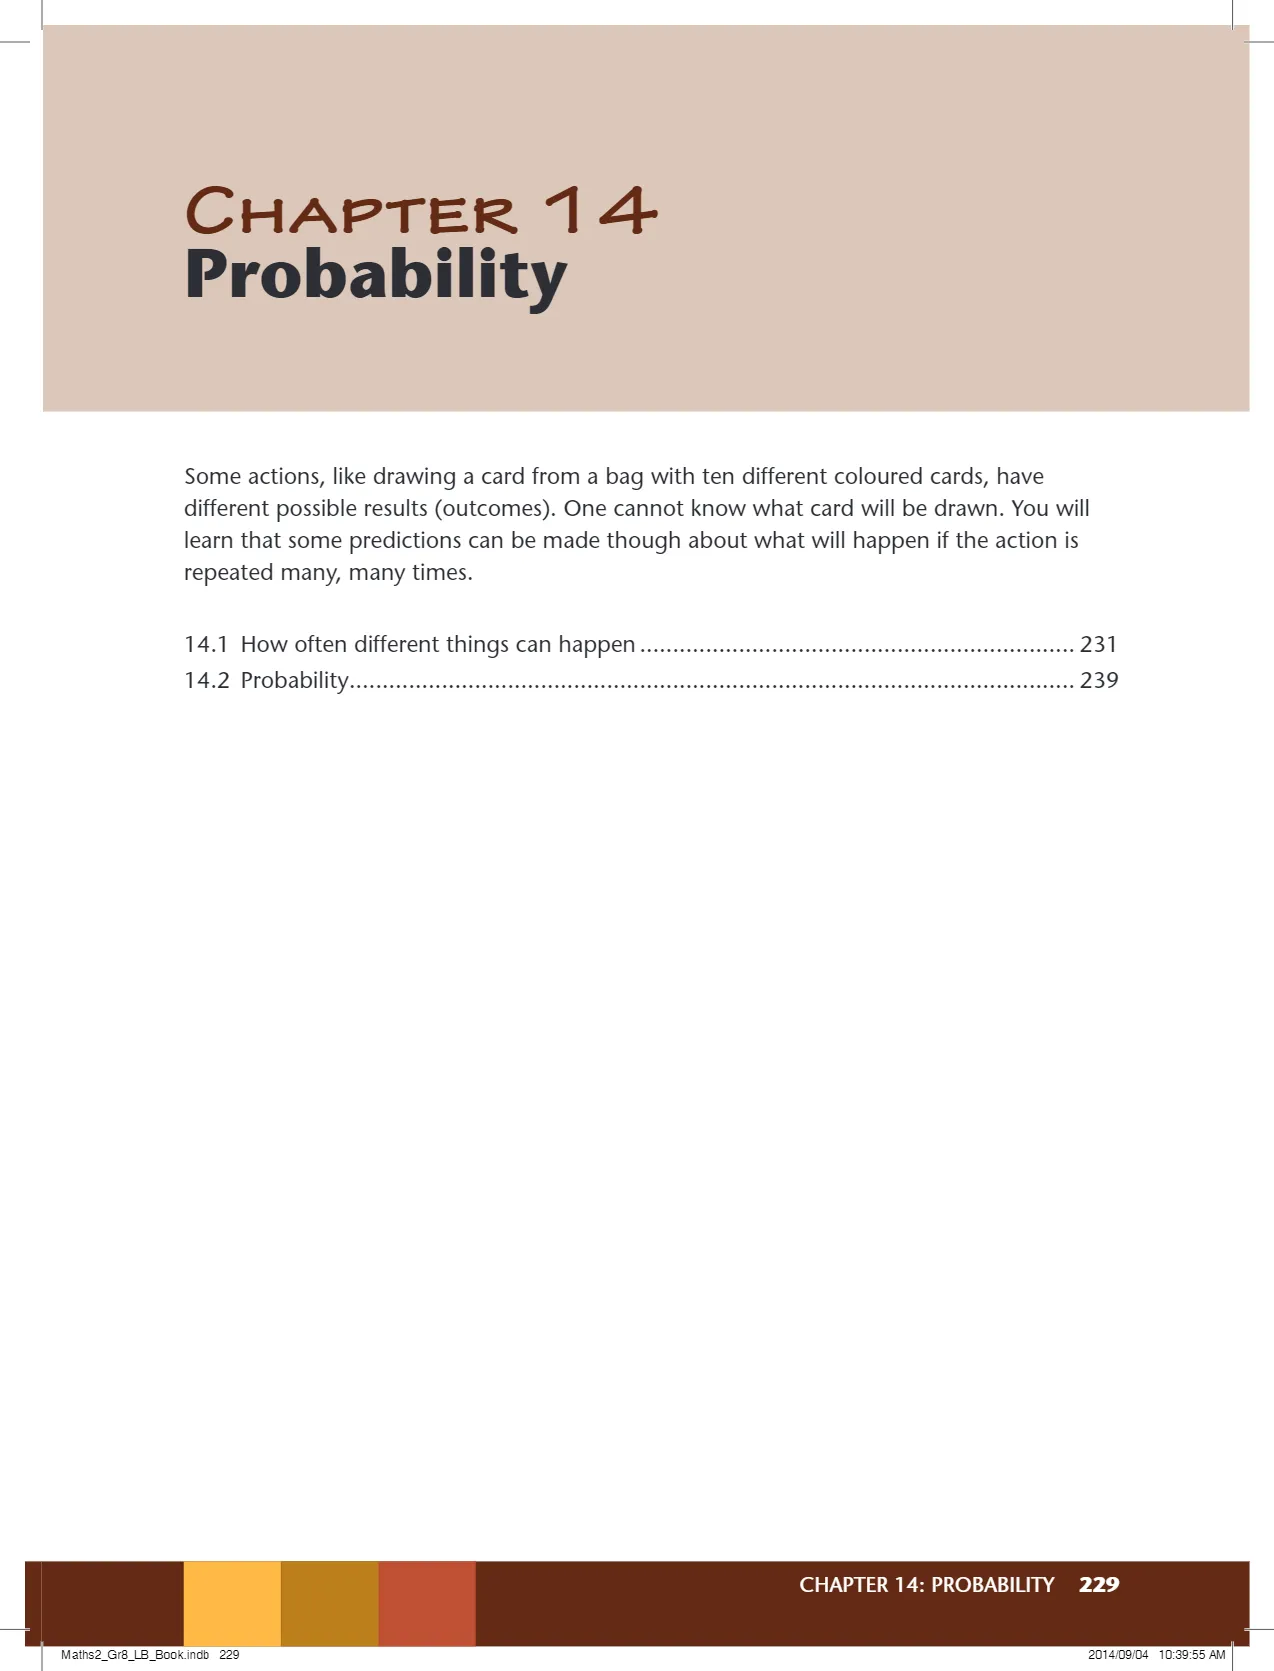 CHAPTER 14
Probability
Some actions, like drawing a card from a bag with ten different coloured cards, have
different possible results (outcomes). One cannot know what card will be drawn. You will
learn that some predictions can be made though about what will happen if the action is
repeated many, many times.
14.1 How often different things can happen .................................................................. 231
14.2 Probability.............................................................................................................. 239
CHAPTER 14: PROBABILITY 229
Maths2_Gr8_LB_Book.indb 229 2014/09/04 10:39:55 AM